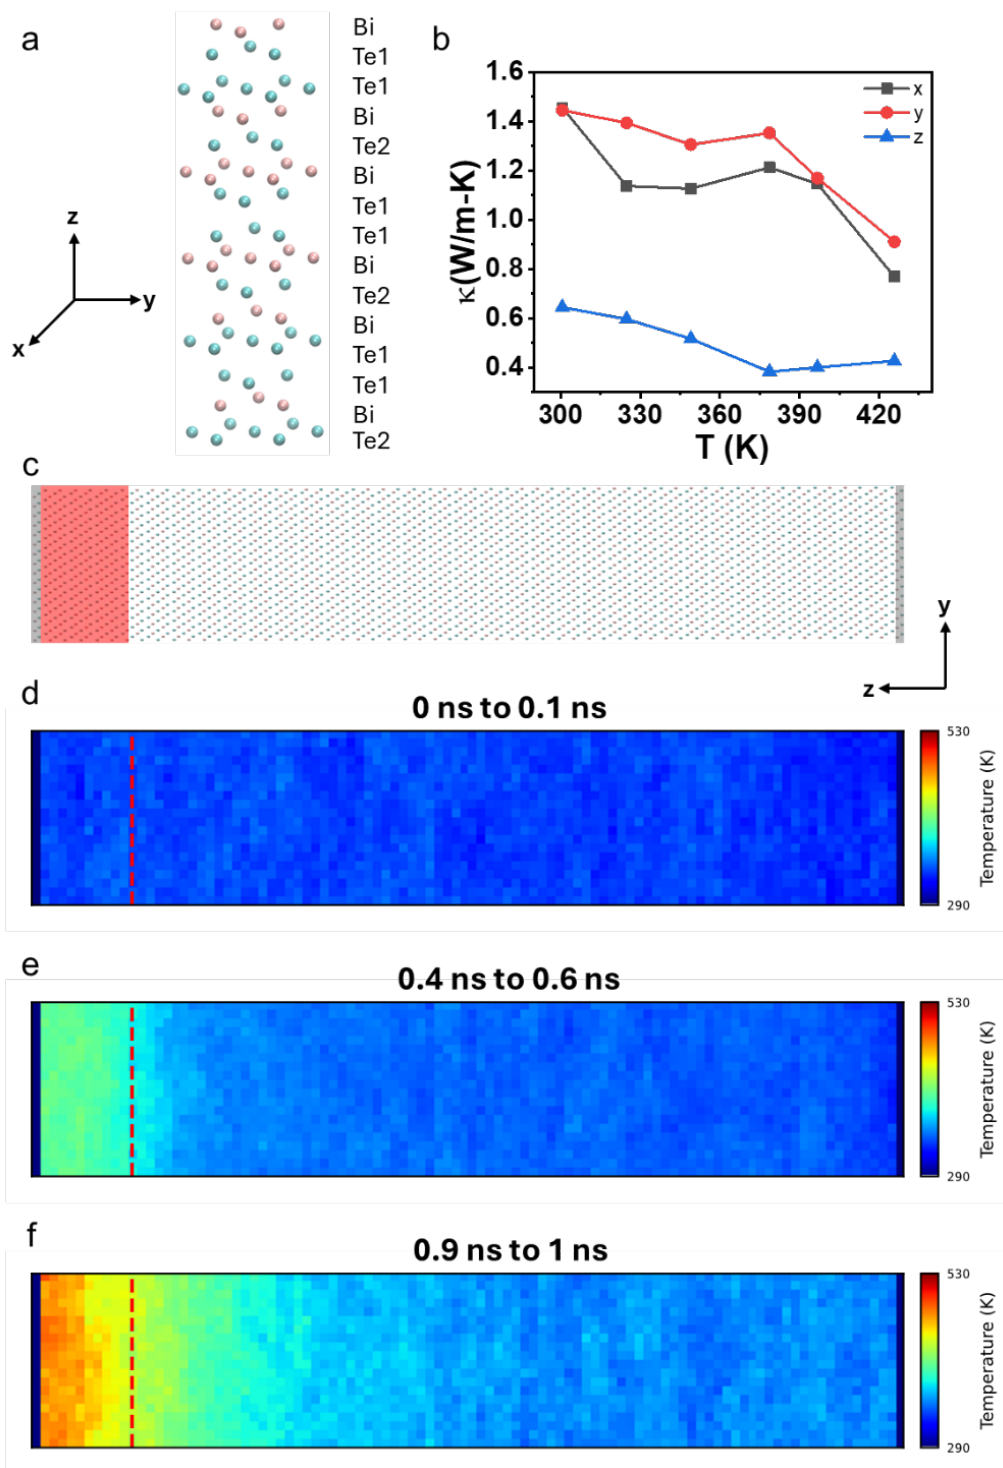 a
Bi
Te1
Te1
Bi
Te2
Bi
Te1
Te1
Bi
Te2
Bi
Te1
Te1
Bi
Te2
z
y
x
b
1.6
1.4
1.2
1.0
0.8
0.6
0.4
κ(W/m-K)
x
y
z
300 330 360 390 420
T (K)
c
y
z
d
0 ns to 0.1 ns
530
Temperature (K)
290
e
0.4 ns to 0.6 ns
530
Temperature (K)
290
f
0.9 ns to 1 ns
530
Temperature (K)
290